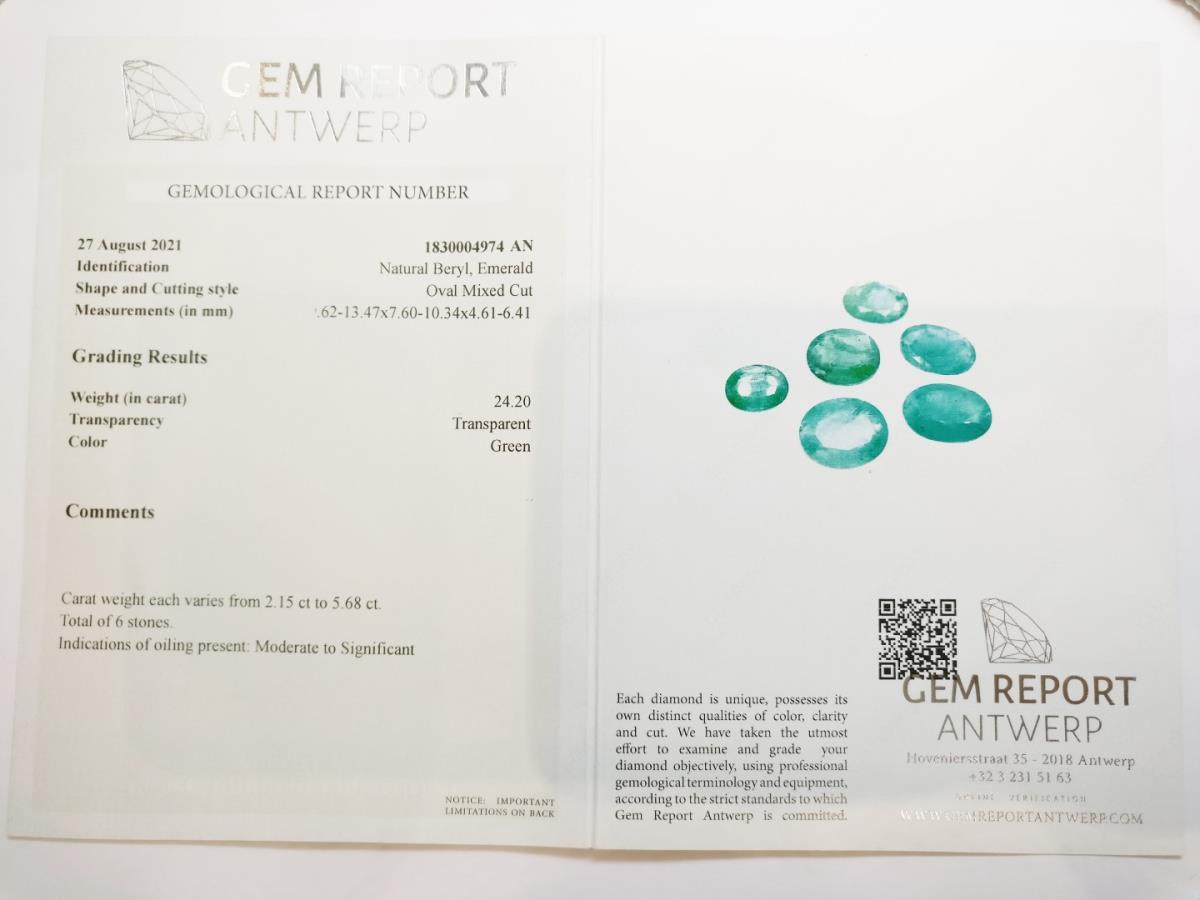 GEM REPORT
ANTWERP
GEMOLOGICAL REPORT NUMBER
27 August 2021 1830004974 AN
Identification Natural Beryl, Emerald
Shape and Cutting style Oval Mixed Cut
Measurements (in mm) .62-13.47x7.60-10.34x4.61-6.41
Grading Results
Weight (in carat) 24.20
Transparency Transparent
Color Green
Comments
Carat weight each varies from 2.15 ct to 5.68 ct.
Total of 6 stones.
Indications of oiling present: Moderate to Significant
NOTICE: IMPORTANT
LIMITATIONS ON BACK
Each diamond is unique, possesses its
own distinct qualities of color, clarity
and cut. We have taken the utmost
effort to examine and grade your
diamond objectively, using professional
gemological terminology and equipment,
according to the strict standards to which
Gem Report Antwerp is committed.
GEM REPORT
ANTWERP
Hoveniersstraat 35 - 2018 Antwerp
+32 3 231 51 63
ONLINE VERIFICATION
WWW.GEMREPORTANTWERP.COM